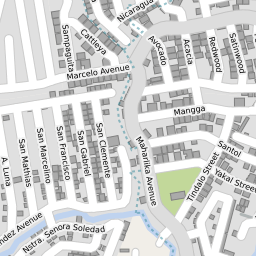 Nicaragua
Cattleya
Sampaguita
Avocado
Acacia
Redwood
Satinwood
Marcelo Avenue
Mangga
San Clemente
San Gabriel
San Francisco
San Marcelino
San Mathias
A. Luna
Maharlika Avenue
Santol
Tindalo Street
Yakal Street
ndez Avenue
Nstra. Senora Soledad